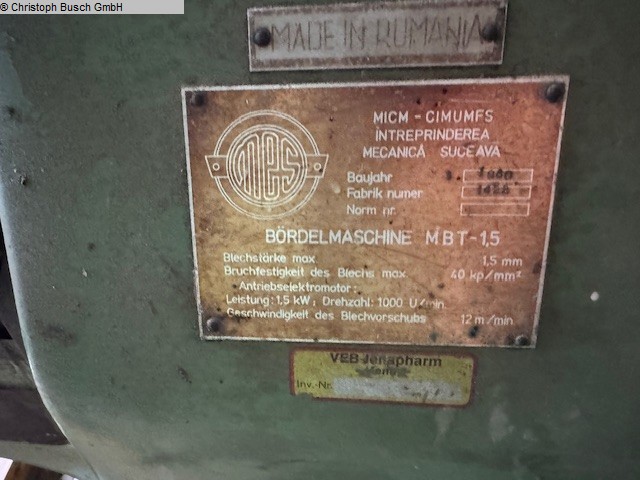 © Christoph Busch GmbH
MADE IN RUMANIA
MICM - CIMUMFS
ÎNTREPRINDEREA
MECANICĂ SUCEAVA
MES
Baujahr
Fabrik numer
Norm nr.
BÖRDELMASCHINE MBT-1,5
Blechstärke max. 1,5 mm
Bruchfestigkeit des Blechs max. 40 kp/mm²
Antriebselektromotor:
Leistung: 1,5 kW; Drehzahl: 1000 U/min.
Geschwindigkeit des Blechvorschubs 12 m/min.
VEB Jenapharm
Inv.-Nr.